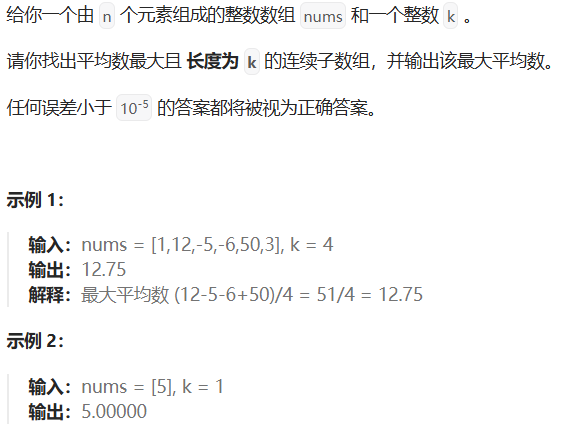 给你一个由 n 个元素组成的整数数组 nums 和一个整数 k 。
请你找出平均数最大且 长度为 k 的连续子数组，并输出该最大平均数。
任何误差小于 10⁻⁵ 的答案都将被视为正确答案。
示例 1：
输入：nums = [1,12,-5,-6,50,3], k = 4
输出：12.75
解释：最大平均数 (12-5-6+50)/4 = 51/4 = 12.75
示例 2：
输入：nums = [5], k = 1
输出：5.00000